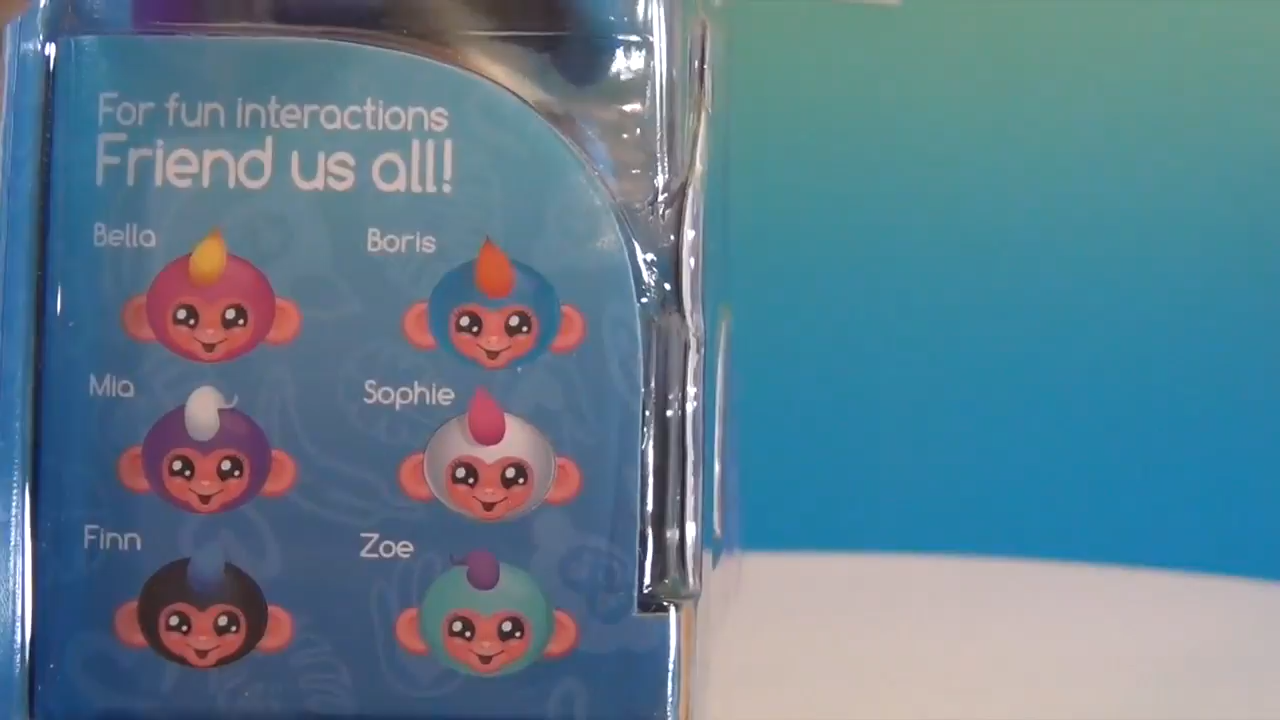 For fun interactions
Friend us all!
Bella
Boris
Mia
Sophie
Finn
Zoe